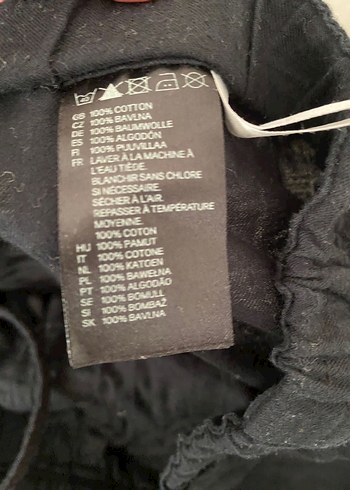 GB 100% COTTON
CZ 100% BAVLNA
DE 100% BAUMWOLLE
ES 100% ALGODÓN
FI 100% PUUVILLAA
FR LAVER À LA MACHINE À
L'EAU TIÈDE.
BLANCHIR SANS CHLORE
SI NÉCESSAIRE.
SÉCHER À L'AIR.
REPASSER À TEMPÉRATURE
MOYENNE
100% COTON
HU 100% PAMUT
IT 100% COTONE
NL 100% KATOEN
PL 100% BAWEŁNA
PT 100% ALGODÃO
SE 100% BOMULL
SI 100% BOMBAŽ
SK 100% BAVLNA